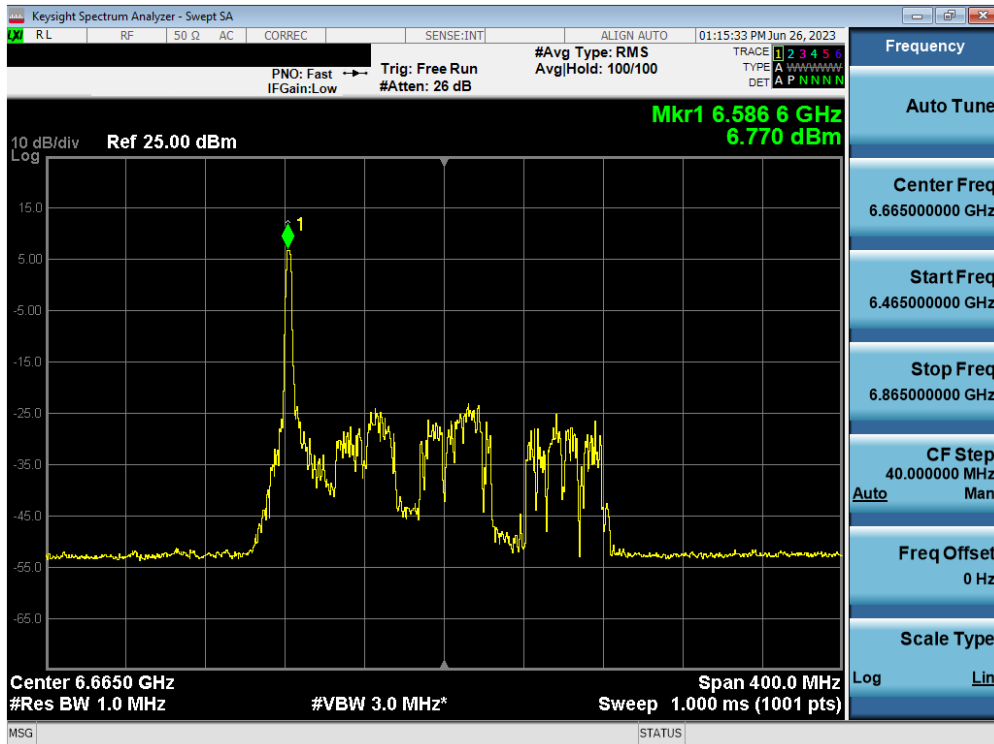 Keysight Spectrum Analyzer - Swept SA
LXI RL RF 50 Ω AC CORREC SENSE:INT ALIGN AUTO 01:15:33 PM Jun 26, 2023
PNO: Fast
IFGain:Low
Trig: Free Run
#Atten: 26 dB
#Avg Type: RMS
Avg|Hold: 100/100
TRACE 1 2 3 4 5 6
TYPE A WWWWW
DET A P N N N N
Mkr1 6.586 6 GHz
6.770 dBm
10 dB/div Ref 25.00 dBm
Log
15.0
1
5.00
-5.00
-15.0
-25.0
-35.0
-45.0
-55.0
-65.0
Center 6.6650 GHz Span 400.0 MHz
#Res BW 1.0 MHz #VBW 3.0 MHz* Sweep 1.000 ms (1001 pts)
MSG STATUS
Frequency
Auto Tune
Center Freq
6.665000000 GHz
Start Freq
6.465000000 GHz
Stop Freq
6.865000000 GHz
CF Step
40.000000 MHz
Auto Man
Freq Offset
0 Hz
Scale Type
Log Lin